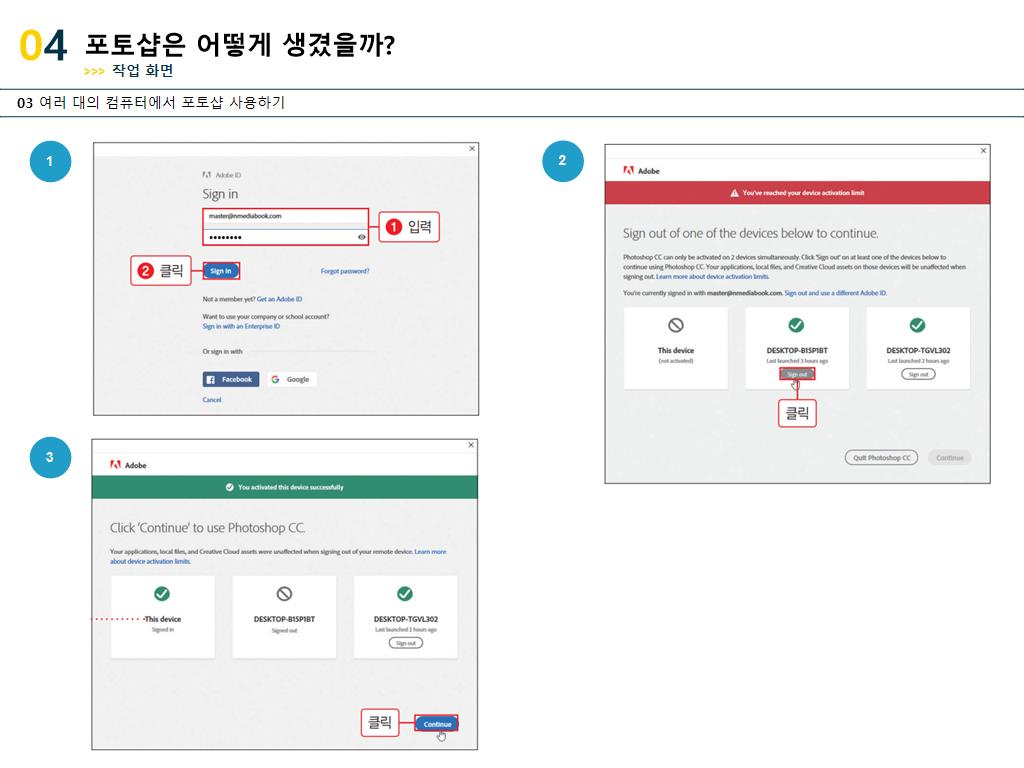 04 포토샵은 어떻게 생겼을까?
>>> 작업 화면
03 여러 대의 컴퓨터에서 포토샵 사용하기
1
Adobe ID
Sign in
master@nmediabook.com
1 입력
2 클릭
Sign in
Forgot password?
Not a member yet? Get an Adobe ID
Want to use your company or school account?
Sign in with an Enterprise ID
Or sign in with
Facebook
Google
Cancel
2
Adobe
You've reached your device activation limit
Sign out of one of the devices below to continue.
Photoshop CC can only be activated on 2 devices simultaneously. Click 'Sign out' on at least one of the devices below to
continue using Photoshop CC. Your applications, local files, and Creative Cloud assets on those devices will be unaffected when
signing out. Learn more about device activation limits.
You're currently signed in with master@nmediabook.com. Sign out and use a different Adobe ID.
This device
(not activated)
DESKTOP-B1SP1BT
Last launched 3 hours ago
Sign out
DESKTOP-TGVL302
Last launched 2 hours ago
Sign out
클릭
Quit Photoshop CC
Continue
3
Adobe
You activated this device successfully
Click 'Continue' to use Photoshop CC.
Your applications, local files, and Creative Cloud assets were unaffected when signing out of your remote device. Learn more
about device activation limits.
This device
Signed in
DESKTOP-B1SP1BT
Signed out
DESKTOP-TGVL302
Last launched 2 hours ago
Sign out
클릭
Continue